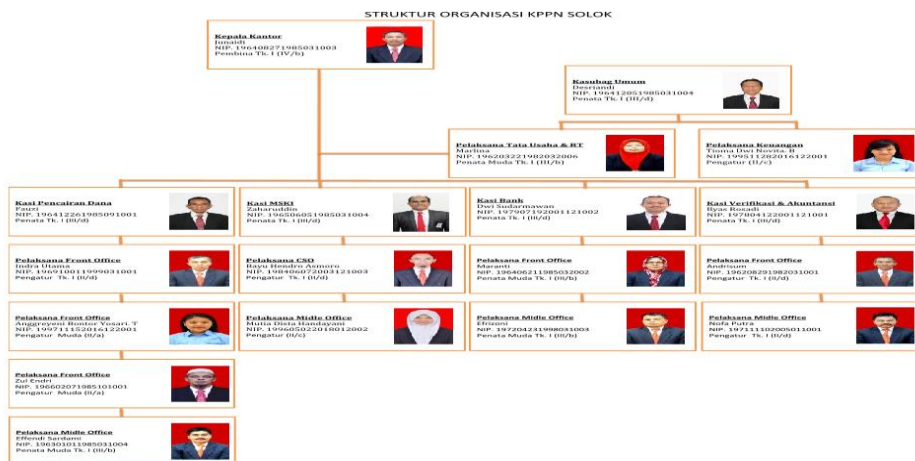 STRUKTUR ORGANISASI KPPN SOLOK
Kepala Kantor
Junaidi
NIP. 196408271985031003
Pembina Tk. I (IV/b)
Kasubag Umum
Desriandi
NIP. 196412051985031004
Penata Tk. I (III/d)
Pelaksana Tata Usaha & RT
Marlina
NIP. 196203221982032006
Penata Muda Tk. I (III/b)
Pelaksana Keuangan
Tioma Dwi Novita. B
NIP. 199511282016122001
Pengatur (II/c)
Kasi Pencairan Dana
Fauzi
NIP. 196412261985091001
Penata Tk. I (III/d)
Kasi MSKI
Zaharuddin
NIP. 196506051985031004
Penata Tk. I (III/d)
Kasi Bank
Dwi Sudarmawan
NIP. 197907192001121002
Penata Tk. I (III/d)
Kasi Verifikasi & Akuntansi
Ilyas Rosadi
NIP. 197804122001121001
Penata Tk. I (III/d)
Pelaksana Front Office
Indra Utama
NIP. 196910011999031001
Pengatur Tk. I (II/d)
Pelaksana CSO
Bayu Hendro Asmoro
NIP. 198406072003121003
Penata Muda Tk. I (III/b)
Pelaksana Front Office
Maranti
NIP. 196406211985032002
Penata Muda Tk. I (III/b)
Pelaksana Front Office
Andrisum
NIP. 196208291982031001
Pengatur Tk. I (II/d)
Pelaksana Front Office
Anggreyeni Bontor Yosari. T
NIP. 199711152016122001
Pengatur Muda (II/a)
Pelaksana Midle Office
Mutia Dista Handayani
NIP. 199605022018012002
Pengatur (II/c)
Pelaksana Midle Office
Efrizoni
NIP. 197204231998031003
Penata Muda Tk. I (III/b)
Pelaksana Midle Office
Nofa Putra
NIP. 197111102005011001
Pengatur Tk. I (II/d)
Pelaksana Front Office
Zul Endri
NIP. 196602071985101001
Pengatur Muda (II/a)
Pelaksana Midle Office
Effendi Sardami
NIP. 196301011985031004
Penata Muda Tk. I (III/b)